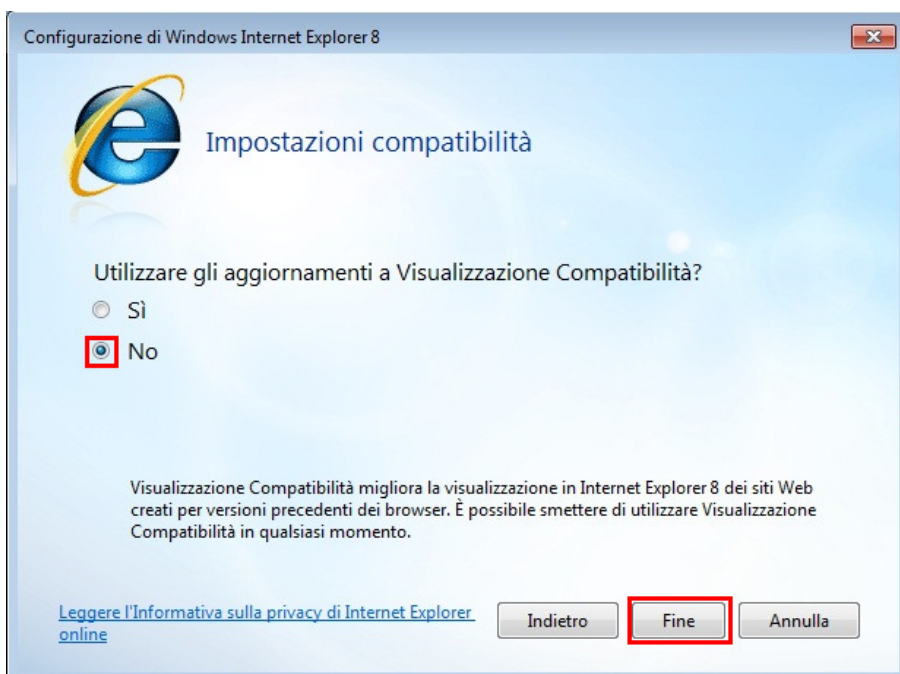 Configurazione di Windows Internet Explorer 8
Impostazioni compatibilità
Utilizzare gli aggiornamenti a Visualizzazione Compatibilità?
Sì
No
Visualizzazione Compatibilità migliora la visualizzazione in Internet Explorer 8 dei siti Web
creati per versioni precedenti dei browser. È possibile smettere di utilizzare Visualizzazione
Compatibilità in qualsiasi momento.
Leggere l'Informativa sulla privacy di Internet Explorer
online
Indietro
Fine
Annulla